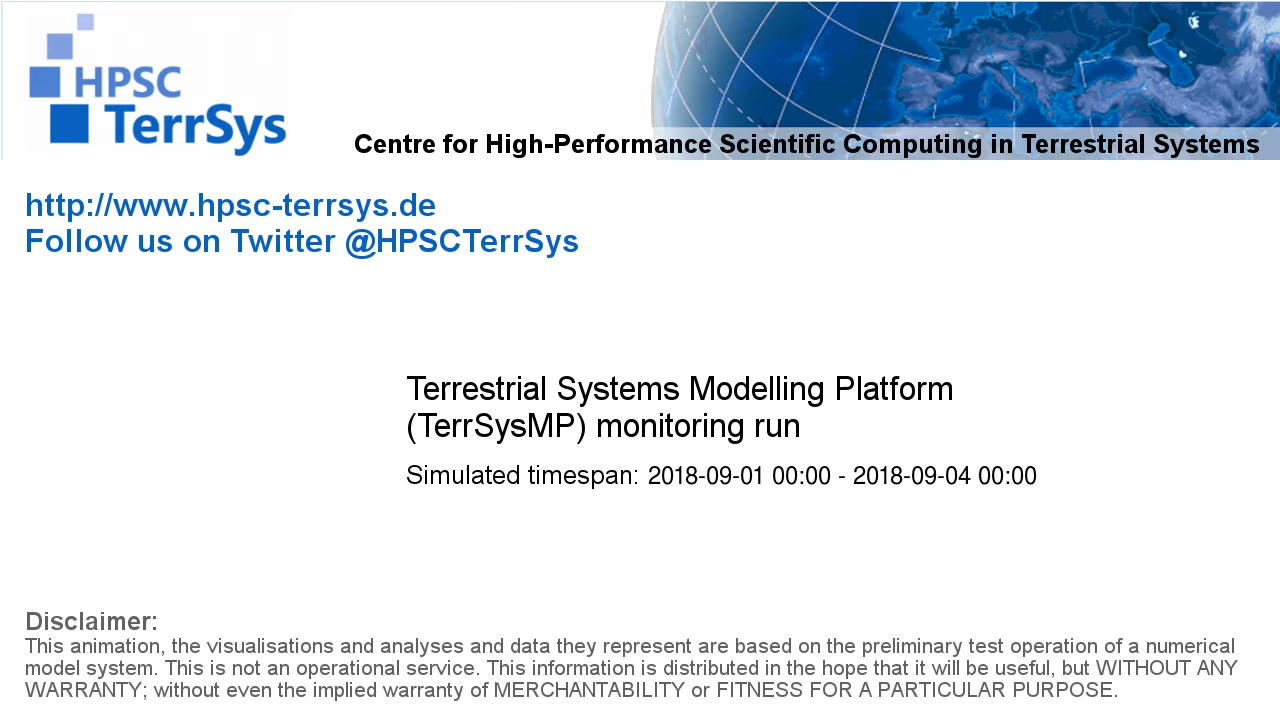 HPSC
TerrSys
Centre for High-Performance Scientific Computing in Terrestrial Systems
http://www.hpsc-terrsys.de
Follow us on Twitter @HPSCTerrSys
Terrestrial Systems Modelling Platform
(TerrSysMP) monitoring run
Simulated timespan: 2018-09-01 00:00 - 2018-09-04 00:00
Disclaimer:
This animation, the visualisations and analyses and data they represent are based on the preliminary test operation of a numerical
model system. This is not an operational service. This information is distributed in the hope that it will be useful, but WITHOUT ANY
WARRANTY; without even the implied warranty of MERCHANTABILITY or FITNESS FOR A PARTICULAR PURPOSE.